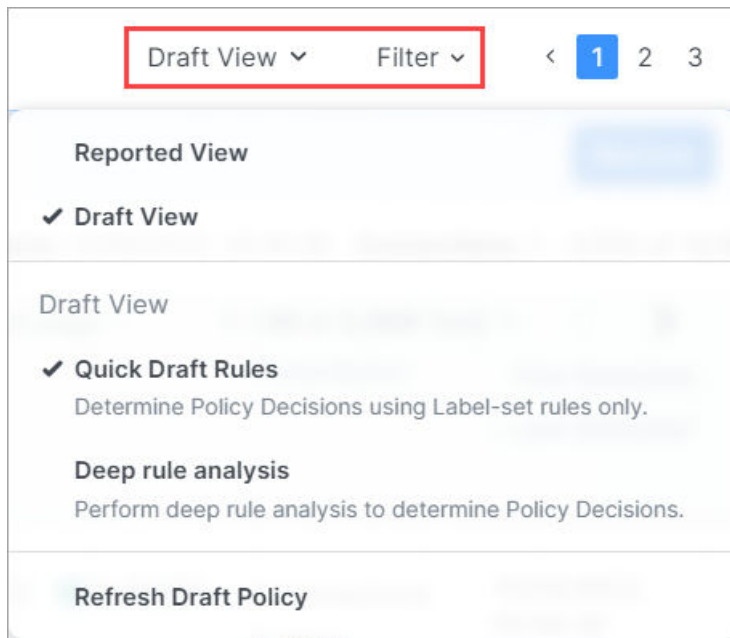 Draft View Filter 1 2 3
Reported View
Draft View
Draft View
Quick Draft Rules
Determine Policy Decisions using Label-set rules only.
Deep rule analysis
Perform deep rule analysis to determine Policy Decisions.
Refresh Draft Policy